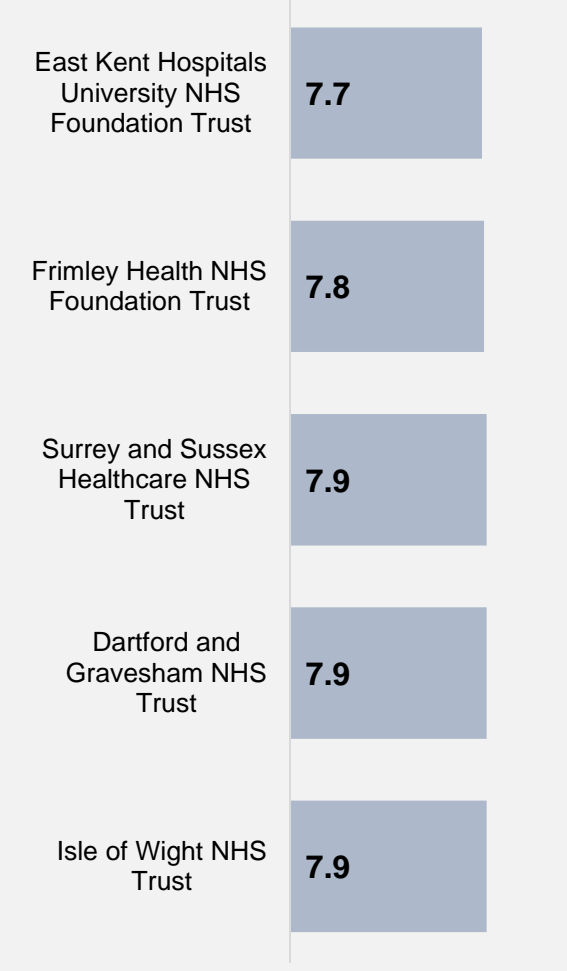 East Kent Hospitals
University NHS
Foundation Trust
7.7
Frimley Health NHS
Foundation Trust
7.8
Surrey and Sussex
Healthcare NHS
Trust
7.9
Dartford and
Gravesham NHS
Trust
7.9
Isle of Wight NHS
Trust
7.9